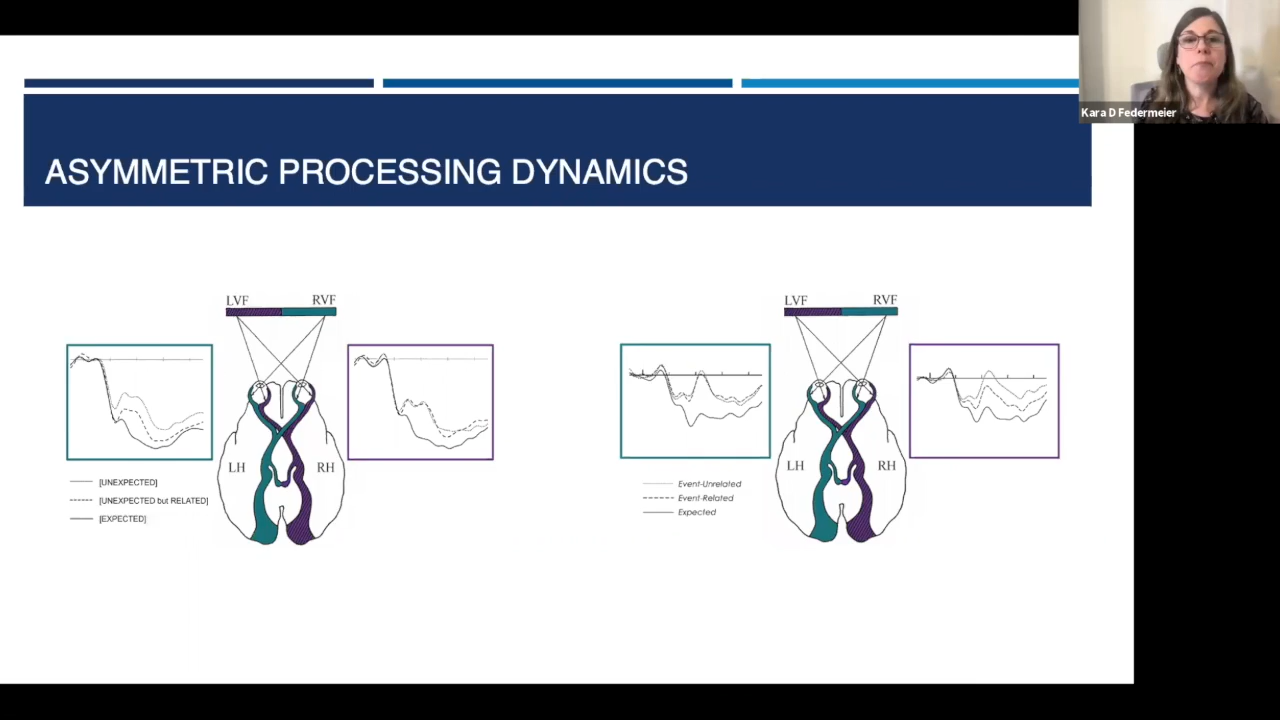 Kara D Federmeier
ASYMMETRIC PROCESSING DYNAMICS
LVF RVF
LH RH
[UNEXPECTED]
[UNEXPECTED but RELATED]
[EXPECTED]
LVF RVF
LH RH
Event-Unrelated
Event-Related
Expected